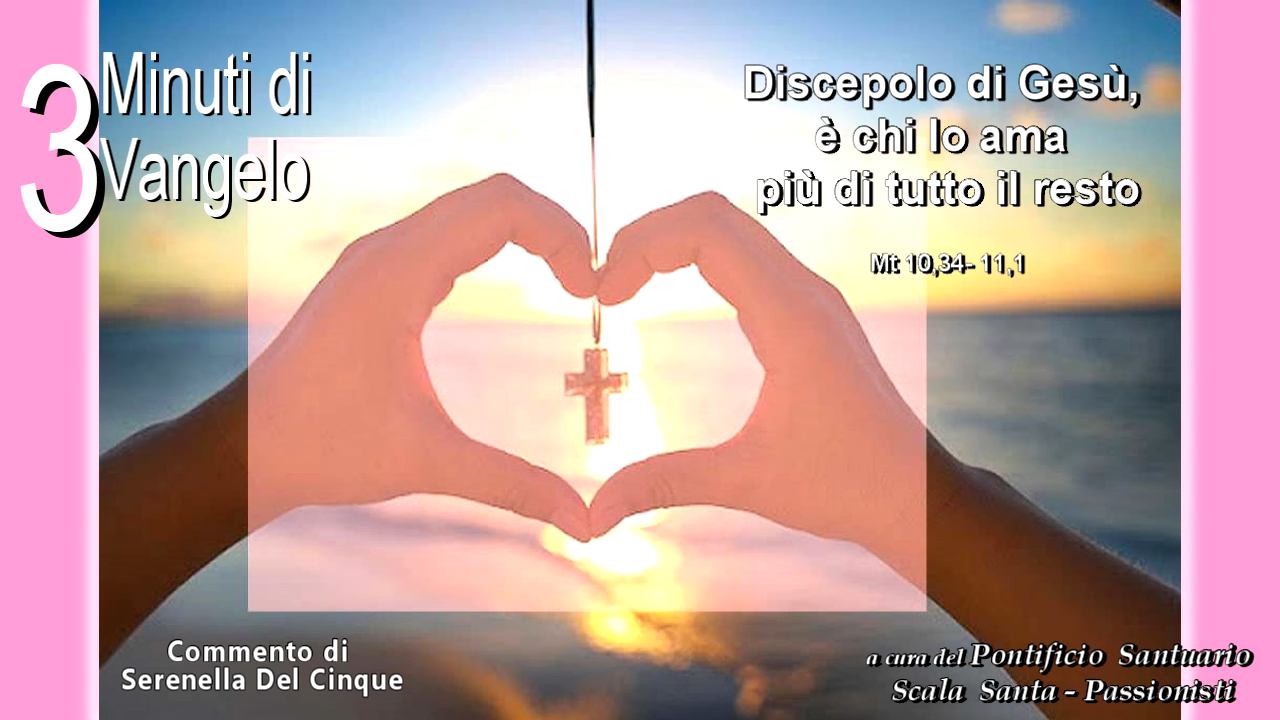 3 Minuti di
Vangelo
Discepolo di Gesù,
è chi lo ama
più di tutto il resto
Mt 10,34- 11,1
Commento di
Serenella Del Cinque
a cura del Pontificio Santuario
Scala Santa - Passionisti